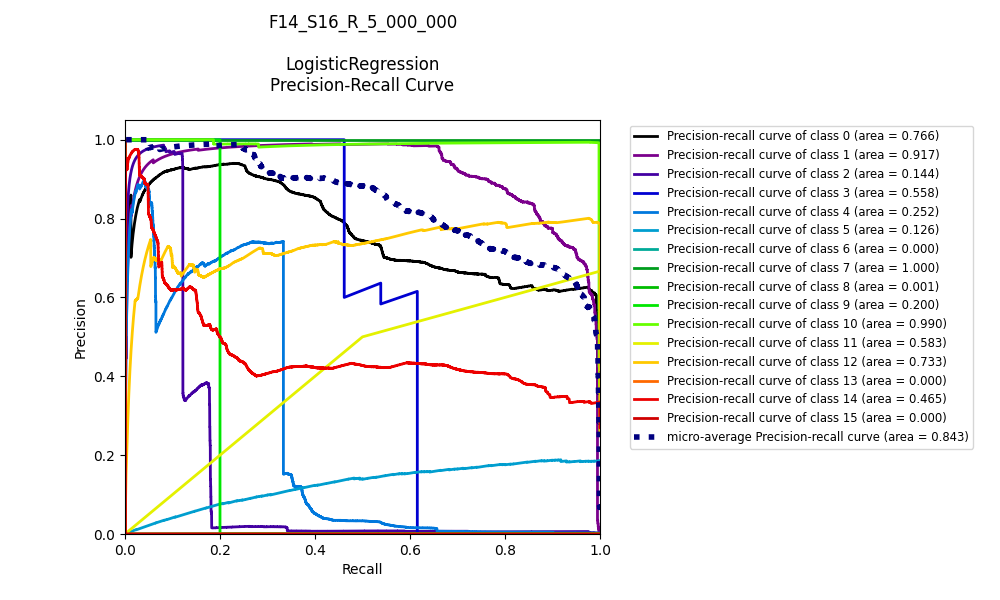 F14_S16_R_5_000_000
LogisticRegression
Precision-Recall Curve
Precision
1.0
0.8
0.6
0.4
0.2
0.0
0.0 0.2 0.4 0.6 0.8 1.0
Recall
Precision-recall curve of class 0 (area = 0.766)
Precision-recall curve of class 1 (area = 0.917)
Precision-recall curve of class 2 (area = 0.144)
Precision-recall curve of class 3 (area = 0.558)
Precision-recall curve of class 4 (area = 0.252)
Precision-recall curve of class 5 (area = 0.126)
Precision-recall curve of class 6 (area = 0.000)
Precision-recall curve of class 7 (area = 1.000)
Precision-recall curve of class 8 (area = 0.001)
Precision-recall curve of class 9 (area = 0.200)
Precision-recall curve of class 10 (area = 0.990)
Precision-recall curve of class 11 (area = 0.583)
Precision-recall curve of class 12 (area = 0.733)
Precision-recall curve of class 13 (area = 0.000)
Precision-recall curve of class 14 (area = 0.465)
Precision-recall curve of class 15 (area = 0.000)
micro-average Precision-recall curve (area = 0.843)